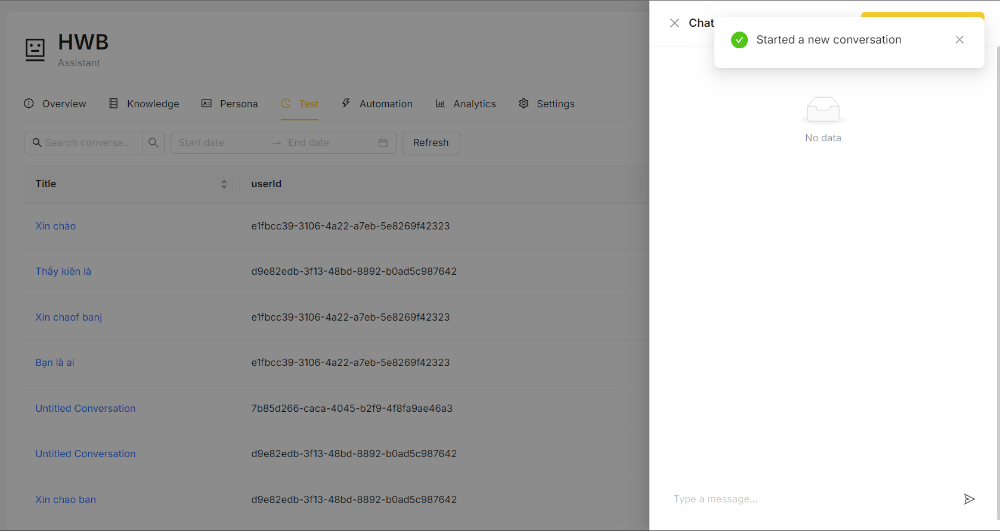 HWB
Assistant
Overview Knowledge Persona Test Automation Analytics Settings
Search conversa... Start date End date Refresh
Title userId
Xin chào e1fbcc39-3106-4a22-a7eb-5e8269f42323
Thầy kiên là d9e82edb-3f13-48bd-8892-b0ad5c987642
Xin chaof banj e1fbcc39-3106-4a22-a7eb-5e8269f42323
Bạn là ai e1fbcc39-3106-4a22-a7eb-5e8269f42323
Untitled Conversation 7b85d266-caca-4045-b2f9-4f8fa9ae46a3
Untitled Conversation d9e82edb-3f13-48bd-8892-b0ad5c987642
Xin chao ban d9e82edb-3f13-48bd-8892-b0ad5c987642
Chat
Started a new conversation
No data
Type a message...